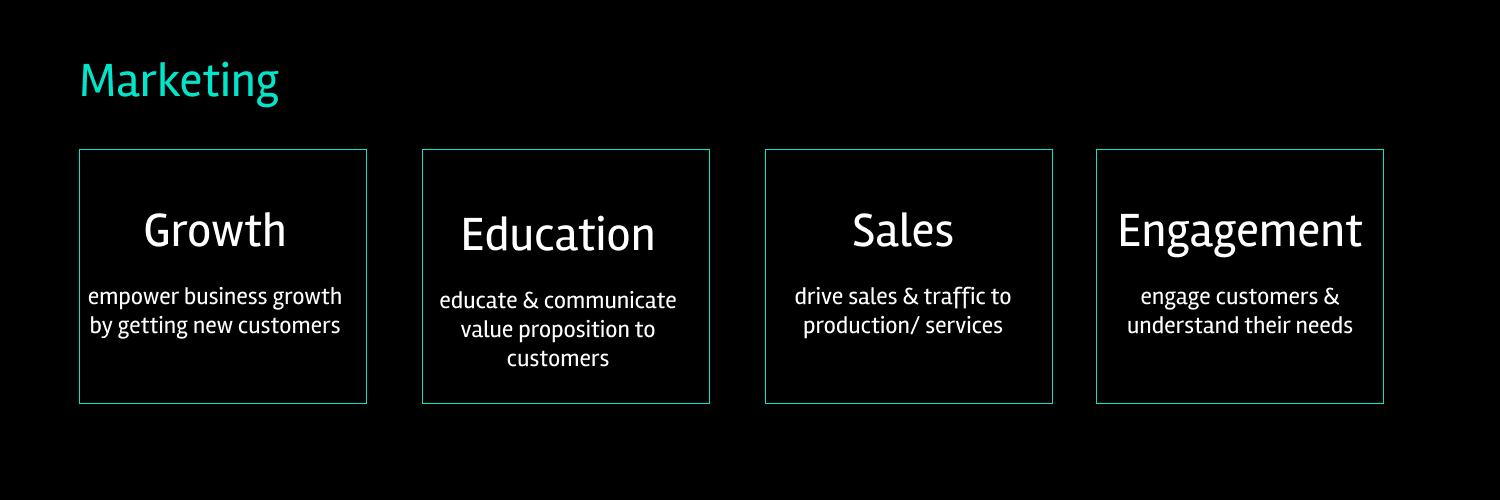 Marketing
Growth
empower business growth
by getting new customers
Education
educate & communicate
value proposition to
customers
Sales
drive sales & traffic to
production/ services
Engagement
engage customers &
understand their needs